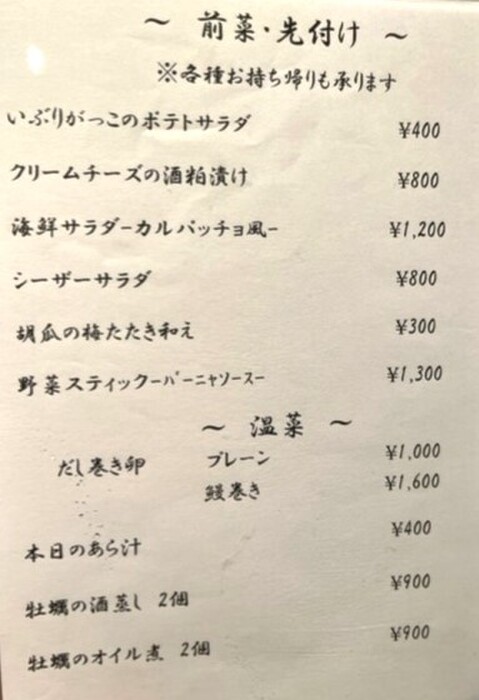 ~ 前菜・先付け ~
※各種お持ち帰りも承ります
いぶりがっこのポテトサラダ ¥400
クリームチーズの酒粕漬け ¥800
海鮮サラダーカルパッチョ風ー ¥1,200
シーザーサラダ ¥800
胡瓜の梅たたき和え ¥300
野菜スティックーバーニャソースー ¥1,300
~ 温菜 ~
だし巻き卵 プレーン ¥1,000
鰻巻き ¥1,600
本日のあら汁 ¥400
牡蠣の酒蒸し 2個 ¥900
牡蠣のオイル煮 2個 ¥900